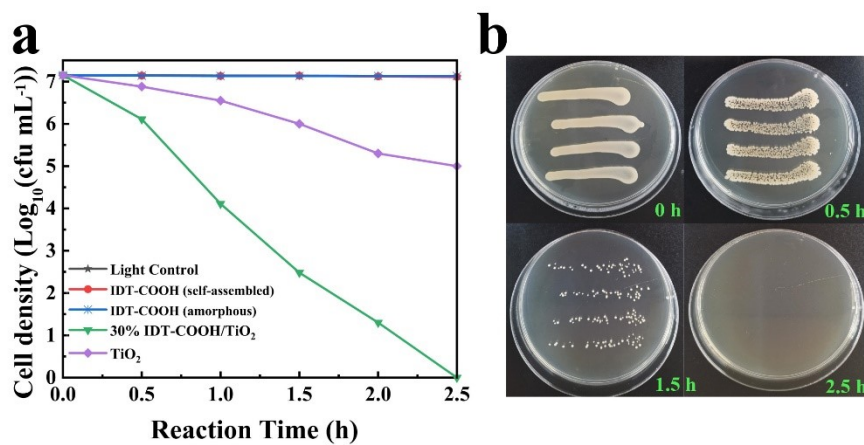 a
Cell density (Log₁₀(cfu mL⁻¹))
7
6
5
4
3
2
1
0
Light Control
IDT-COOH (self-assembled)
IDT-COOH (amorphous)
30% IDT-COOH/TiO₂
TiO₂
0.0 0.5 1.0 1.5 2.0 2.5
Reaction Time (h)
b
0 h
0.5 h
1.5 h
2.5 h